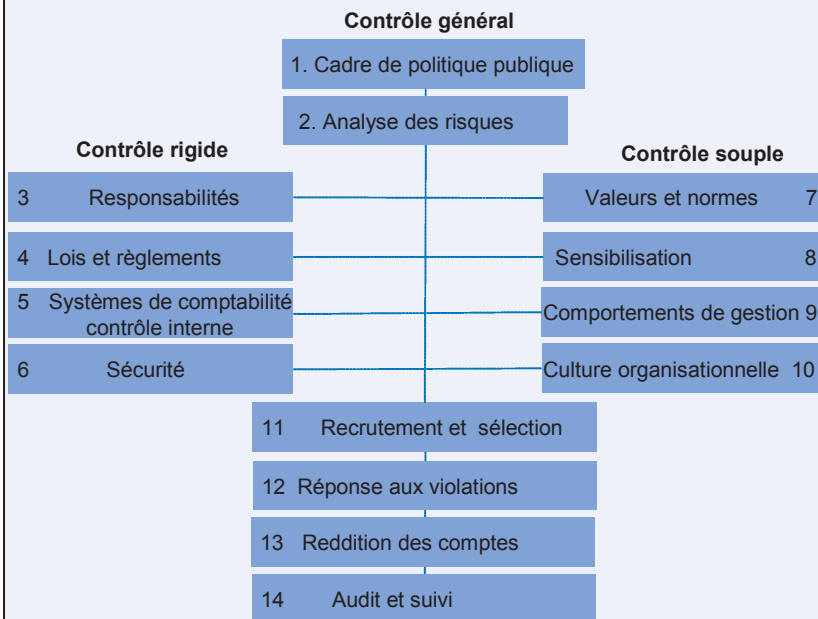 Contrôle général
1. Cadre de politique publique
2. Analyse des risques
Contrôle rigide
Contrôle souple
3 Responsabilités
Valeurs et normes 7
4 Lois et règlements
Sensibilisation 8
5 Systèmes de comptabilité
contrôle interne
Comportements de gestion 9
6 Sécurité
Culture organisationnelle 10
11 Recrutement et sélection
12 Réponse aux violations
13 Reddition des comptes
14 Audit et suivi